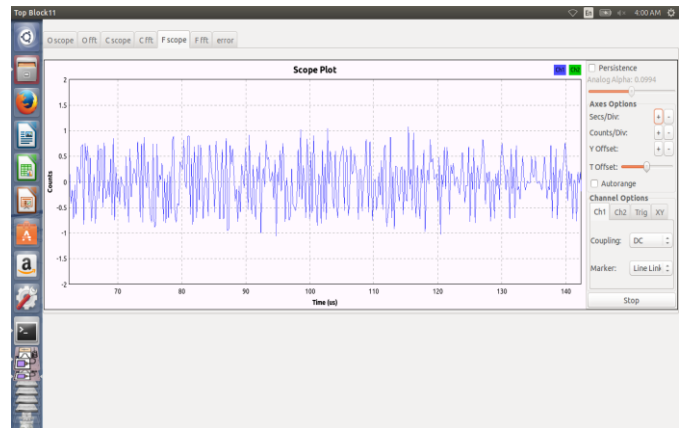 Top Block11
En
4:00 AM
O scope O fft C scope C fft F scope F fft error
Scope Plot
Ch1 Ch2
Persistence
Analog Alpha: 0.0994
Axes Options
Secs/Div: + -
Counts/Div: + -
Y Offset: + -
T Offset:
Autorange
Channel Options
Ch1 Ch2 Trig XY
Coupling: DC
Marker: Line Link
Stop
Counts
2
1.5
1
0.5
0
-0.5
-1
-1.5
-2
70 80 90 100 110 120 130 140
Time (us)